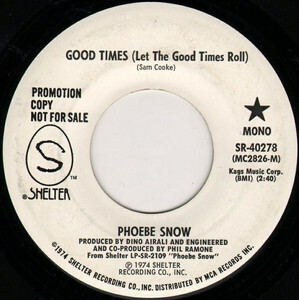 GOOD TIMES (Let The Good Times Roll)
(Sam Cooke)
PROMOTION
COPY
NOT FOR SALE
MONO
SR-40278
(MC2826-M)
Kags Music Corp.
(BMI) (2:40)
S
SHELTER
PHOEBE SNOW
PRODUCED BY DINO AIRALI AND ENGINEERED
AND CO-PRODUCED BY PHIL RAMONE
From Shelter LP-SR-2109 "Phoebe Snow"
℗ 1974 SHELTER
RECORDING CO., INC.
©1974 SHELTER RECORDING CO., INC. DISTRIBUTED BY MCA RECORDS INC.